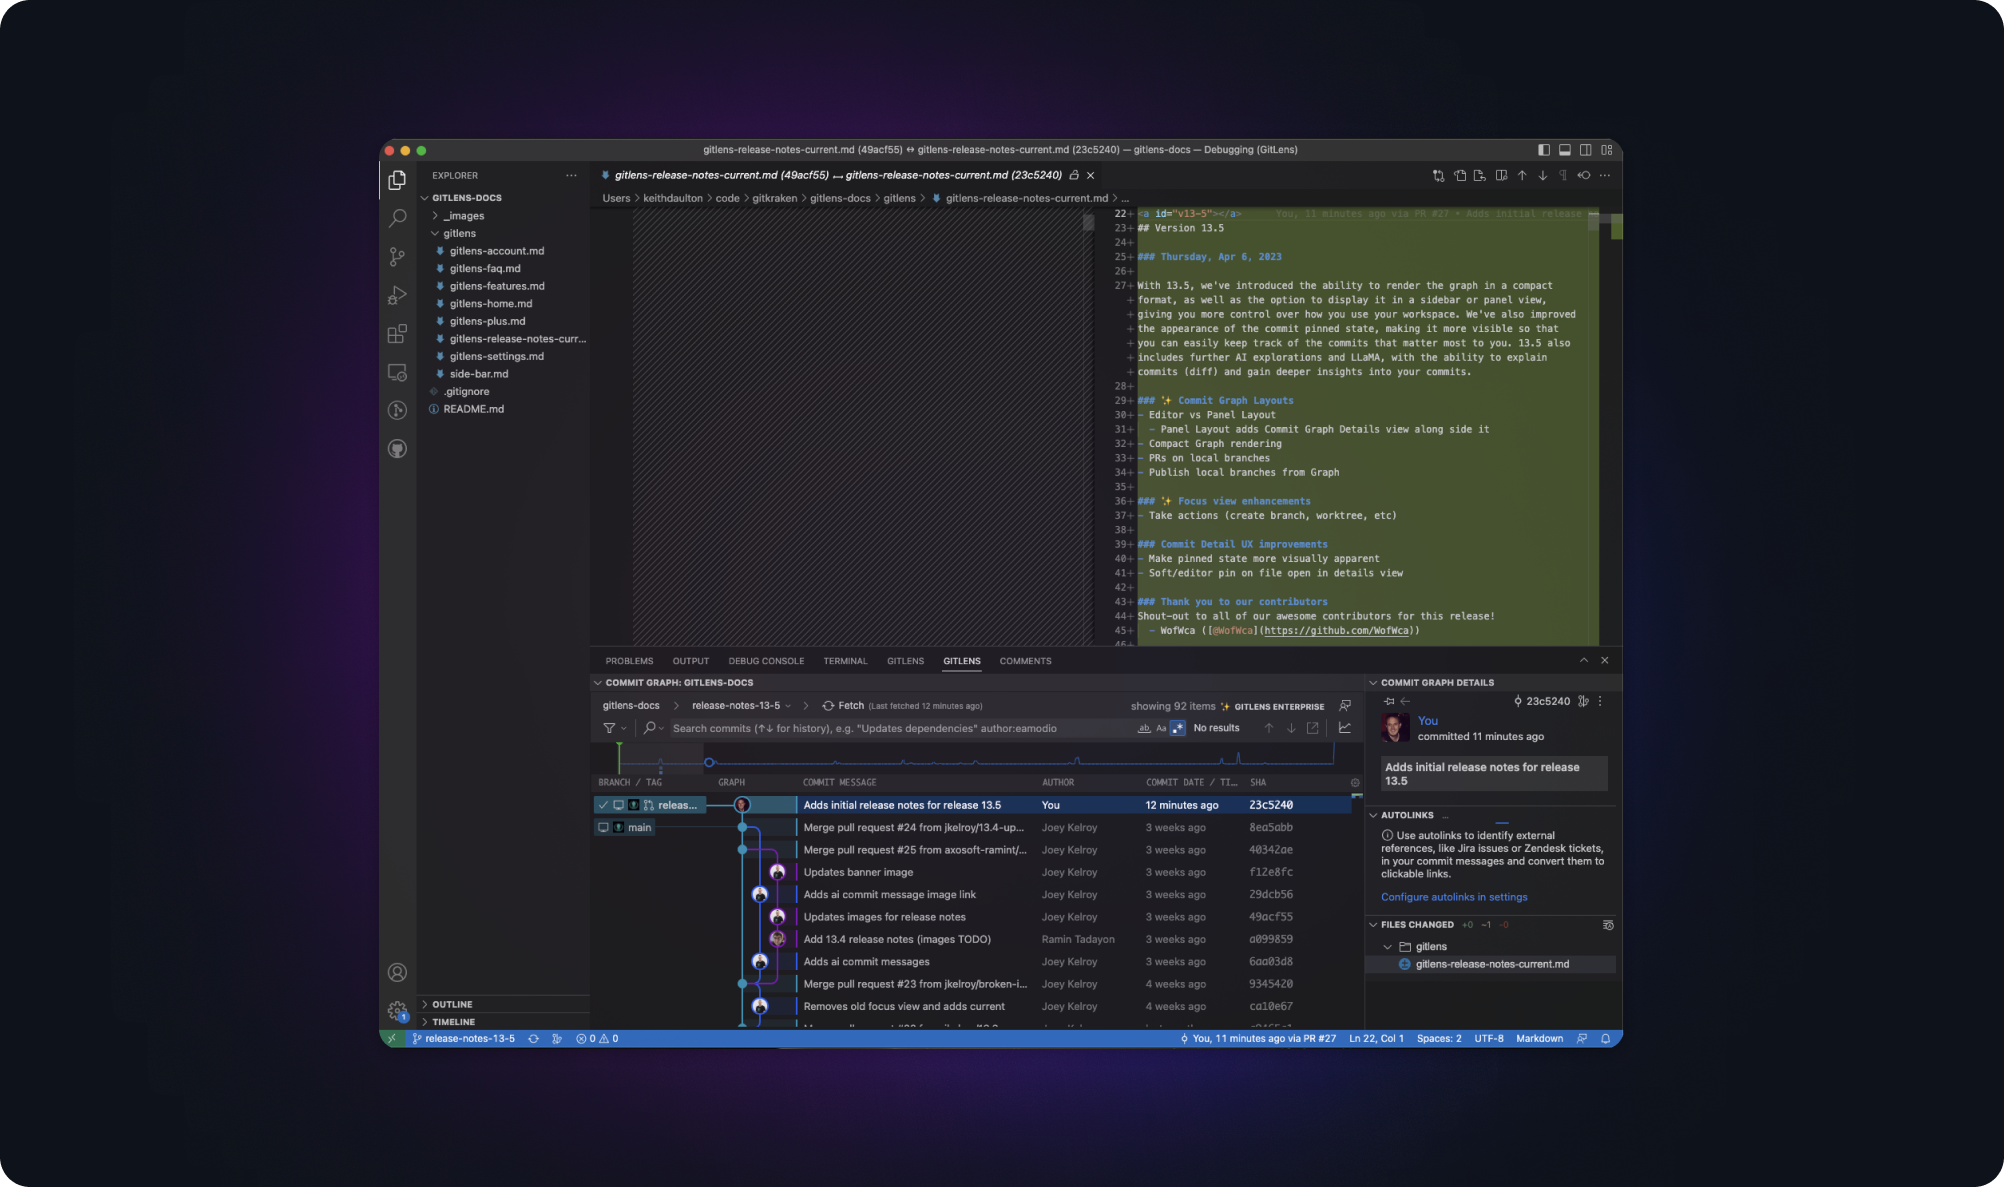 gitlens-release-notes-current.md (49acf55) ↔ gitlens-release-notes-current.md (23c5240) — gitlens-docs — Debugging (GitLens)
EXPLORER
GITLENS-DOCS
_images
gitlens
gitlens-account.md
gitlens-faq.md
gitlens-features.md
gitlens-home.md
gitlens-plus.md
gitlens-release-notes-curr...
gitlens-settings.md
side-bar.md
.gitignore
README.md
OUTLINE
TIMELINE
gitlens-release-notes-current.md (49acf55) ↔ gitlens-release-notes-current.md (23c5240)
Users > keithdaulton > code > gitkraken > gitlens-docs > gitlens > gitlens-release-notes-current.md > ...
22+ <a id="v13-5"></a> You, 11 minutes ago via PR #27 • Adds initial release
23+ ## Version 13.5
24+
25+ ### Thursday, Apr 6, 2023
26+
27+ With 13.5, we've introduced the ability to render the graph in a compact
+ format, as well as the option to display it in a sidebar or panel view,
+ giving you more control over how you use your workspace. We've also improved
+ the appearance of the commit pinned state, making it more visible so that
+ you can easily keep track of the commits that matter most to you. 13.5 also
+ includes further AI explorations and LLaMA, with the ability to explain
+ commits (diff) and gain deeper insights into your commits.
28+
29+ ### ✨ Commit Graph Layouts
30+ - Editor vs Panel Layout
31+ - Panel Layout adds Commit Graph Details view along side it
32+ - Compact Graph rendering
33+ - PRs on local branches
34+ - Publish local branches from Graph
35+
36+ ### ✨ Focus view enhancements
37+ - Take actions (create branch, worktree, etc)
38+
39+ ### Commit Detail UX improvements
40+ - Make pinned state more visually apparent
41+ - Soft/editor pin on file open in details view
42+
43+ ### Thank you to our contributors
44+ Shout-out to all of our awesome contributors for this release!
45+ - WofWca ([@WofWca](https://github.com/WofWca))
46+
PROBLEMS OUTPUT DEBUG CONSOLE TERMINAL GITLENS GITLENS COMMENTS
COMMIT GRAPH: GITLENS-DOCS
gitlens-docs > release-notes-13-5 > Fetch (Last fetched 12 minutes ago) showing 92 items ✨ GITLENS ENTERPRISE
Search commits (↑↓ for history), e.g. "Updates dependencies" author:eamodio ab Aa .* No results
BRANCH / TAG GRAPH COMMIT MESSAGE AUTHOR COMMIT DATE / TI... SHA
releas... Adds initial release notes for release 13.5 You 12 minutes ago 23c5240
main Merge pull request #24 from jkelroy/13.4-up... Joey Kelroy 3 weeks ago 8ea5abb
Merge pull request #25 from axosoft-ramint/... Joey Kelroy 3 weeks ago 40342ae
Updates banner image Joey Kelroy 3 weeks ago f12e8fc
Adds ai commit message image link Joey Kelroy 3 weeks ago 29dcb56
Updates images for release notes Joey Kelroy 3 weeks ago 49acf55
Add 13.4 release notes (images TODO) Ramin Tadayon 3 weeks ago a099859
Adds ai commit messages Joey Kelroy 3 weeks ago 6aa03d8
Merge pull request #23 from jkelroy/broken-i... Joey Kelroy 4 weeks ago 9345420
Removes old focus view and adds current Joey Kelroy 4 weeks ago ca10e67
COMMIT GRAPH DETAILS
23c5240
You
committed 11 minutes ago
Adds initial release notes for release
13.5
AUTOLINKS ...
Use autolinks to identify external
references, like Jira issues or Zendesk tickets,
in your commit messages and convert them to
clickable links.
Configure autolinks in settings
FILES CHANGED +0 ~1 -0
gitlens
gitlens-release-notes-current.md
1
release-notes-13-5 0 0 You, 11 minutes ago via PR #27 Ln 22, Col 1 Spaces: 2 UTF-8 Markdown